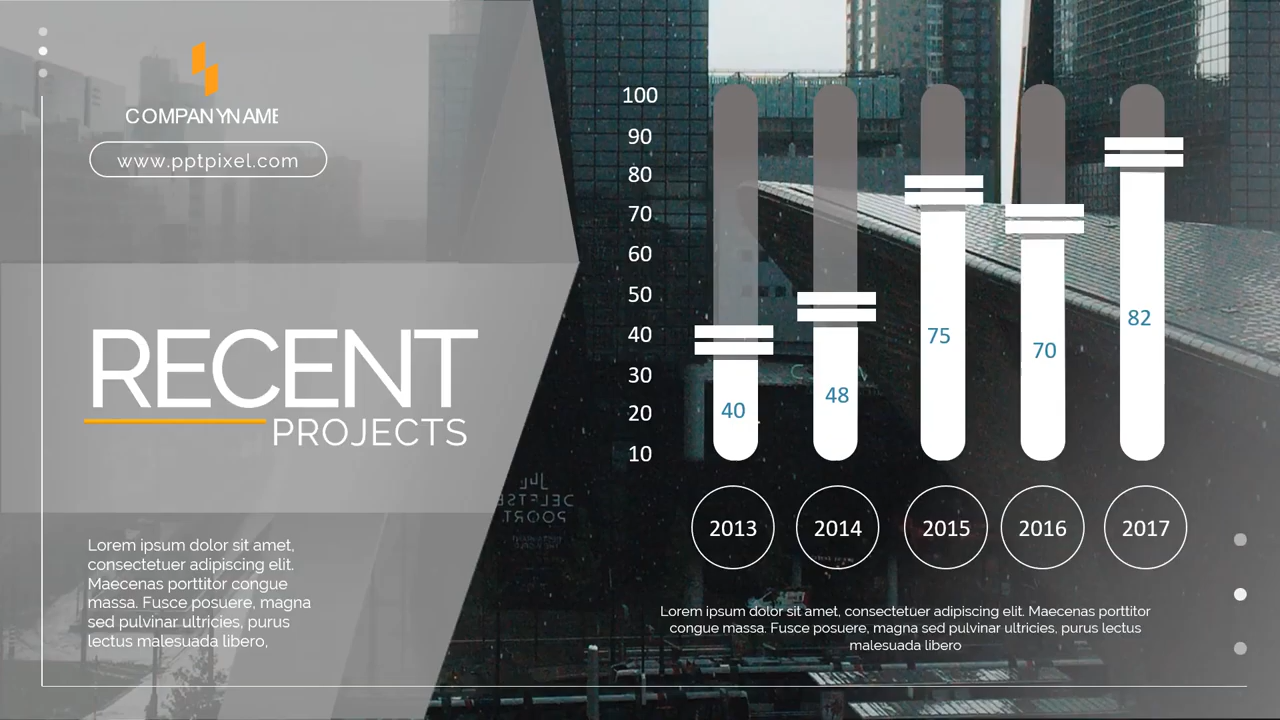 COMPANYNAME
www.pptpixel.com
RECENT
PROJECTS
Lorem ipsum dolor sit amet,
consectetuer adipiscing elit.
Maecenas porttitor congue
massa. Fusce posuere, magna
sed pulvinar ultricies, purus
lectus malesuada libero,
100
90
80
70
60
50
40
30
20
10
40
48
75
70
82
2013
2014
2015
2016
2017
Lorem ipsum dolor sit amet, consectetuer adipiscing elit. Maecenas porttitor
congue massa. Fusce posuere, magna sed pulvinar ultricies, purus lectus
malesuada libero